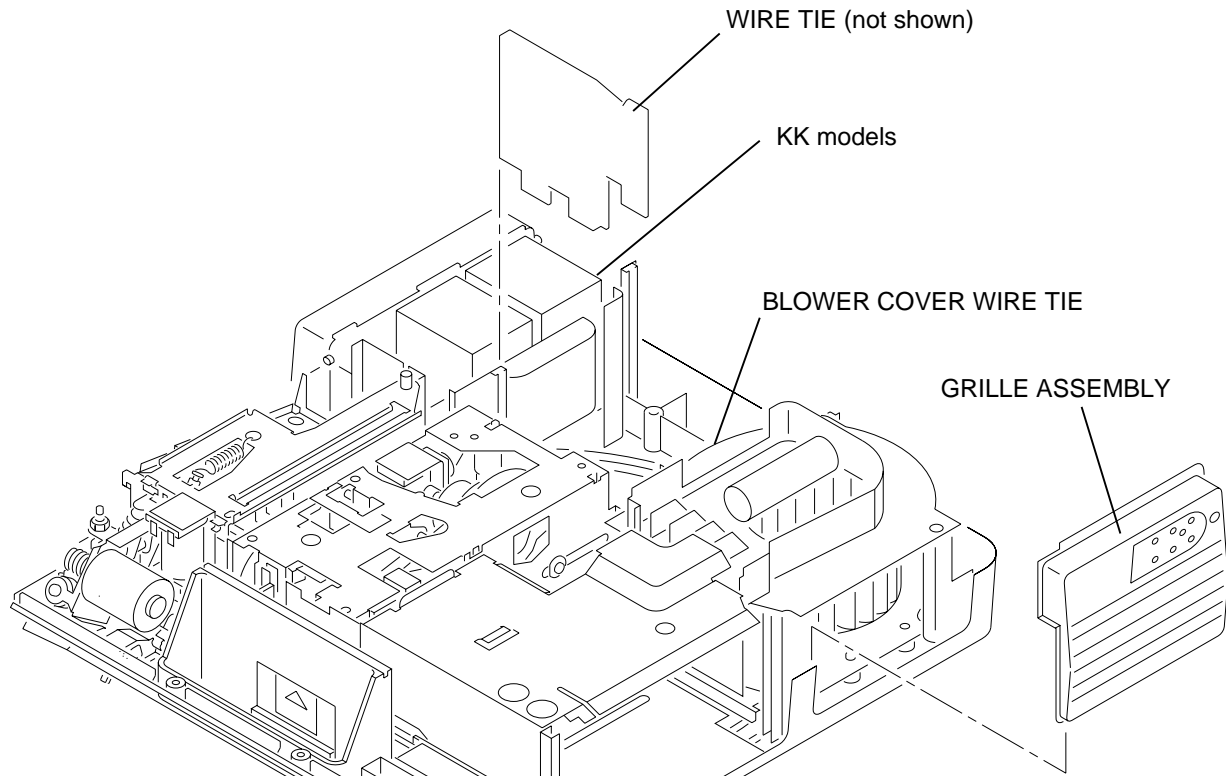 WIRE TIE (not shown)
KK models
BLOWER COVER WIRE TIE
GRILLE ASSEMBLY